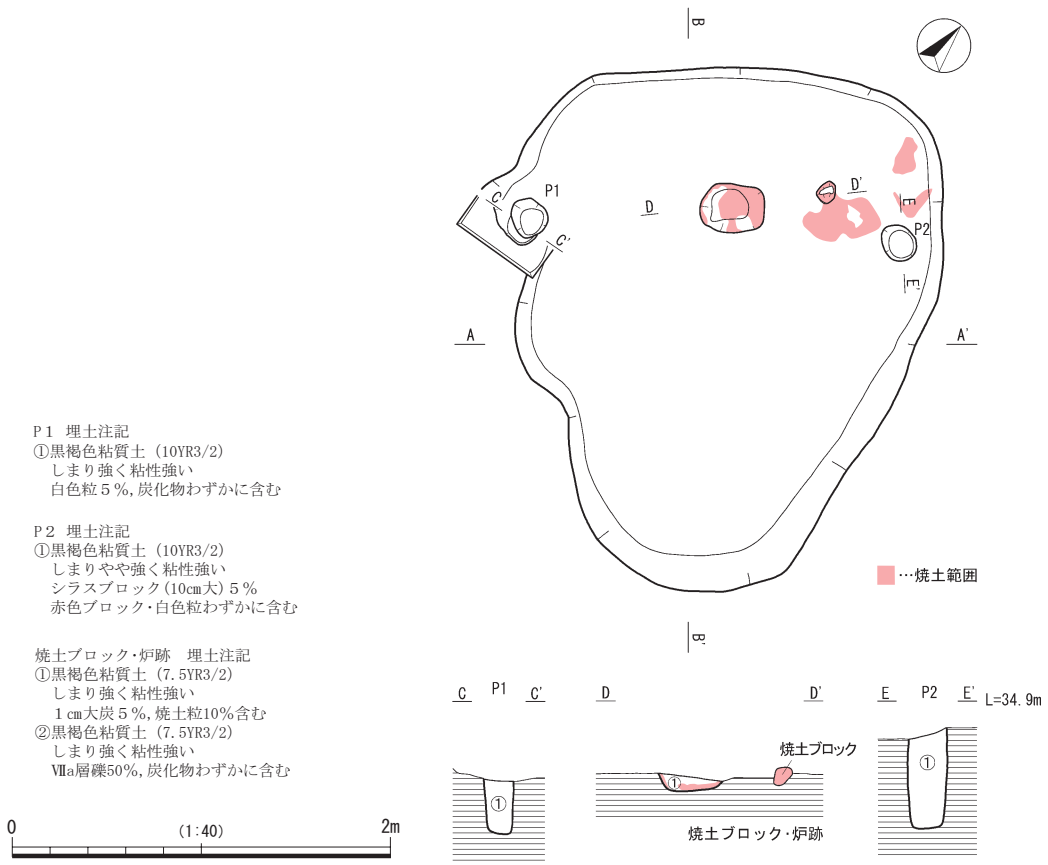 B
P1
C
C'
D
D'
E
P2
E'
A
A'
P1 埋土注記
①黒褐色粘質土 (10YR3/2)
しまり強く粘性強い
白色粒5%,炭化物わずかに含む
P2 埋土注記
①黒褐色粘質土 (10YR3/2)
しまりやや強く粘性強い
シラスブロック(10㎝大)5%
赤色ブロック・白色粒わずかに含む
…焼土範囲
B'
焼土ブロック・炉跡 埋土注記
①黒褐色粘質土 (7.5YR3/2)
しまり強く粘性強い
1㎝大炭5%,焼土粒10%含む
②黒褐色粘質土 (7.5YR3/2)
しまり強く粘性強い
Ⅶa層礫50%,炭化物わずかに含む
C P1 C'
D D'
E P2 E' L=34.9m
焼土ブロック
①
①
①
焼土ブロック・炉跡
0 (1:40) 2m